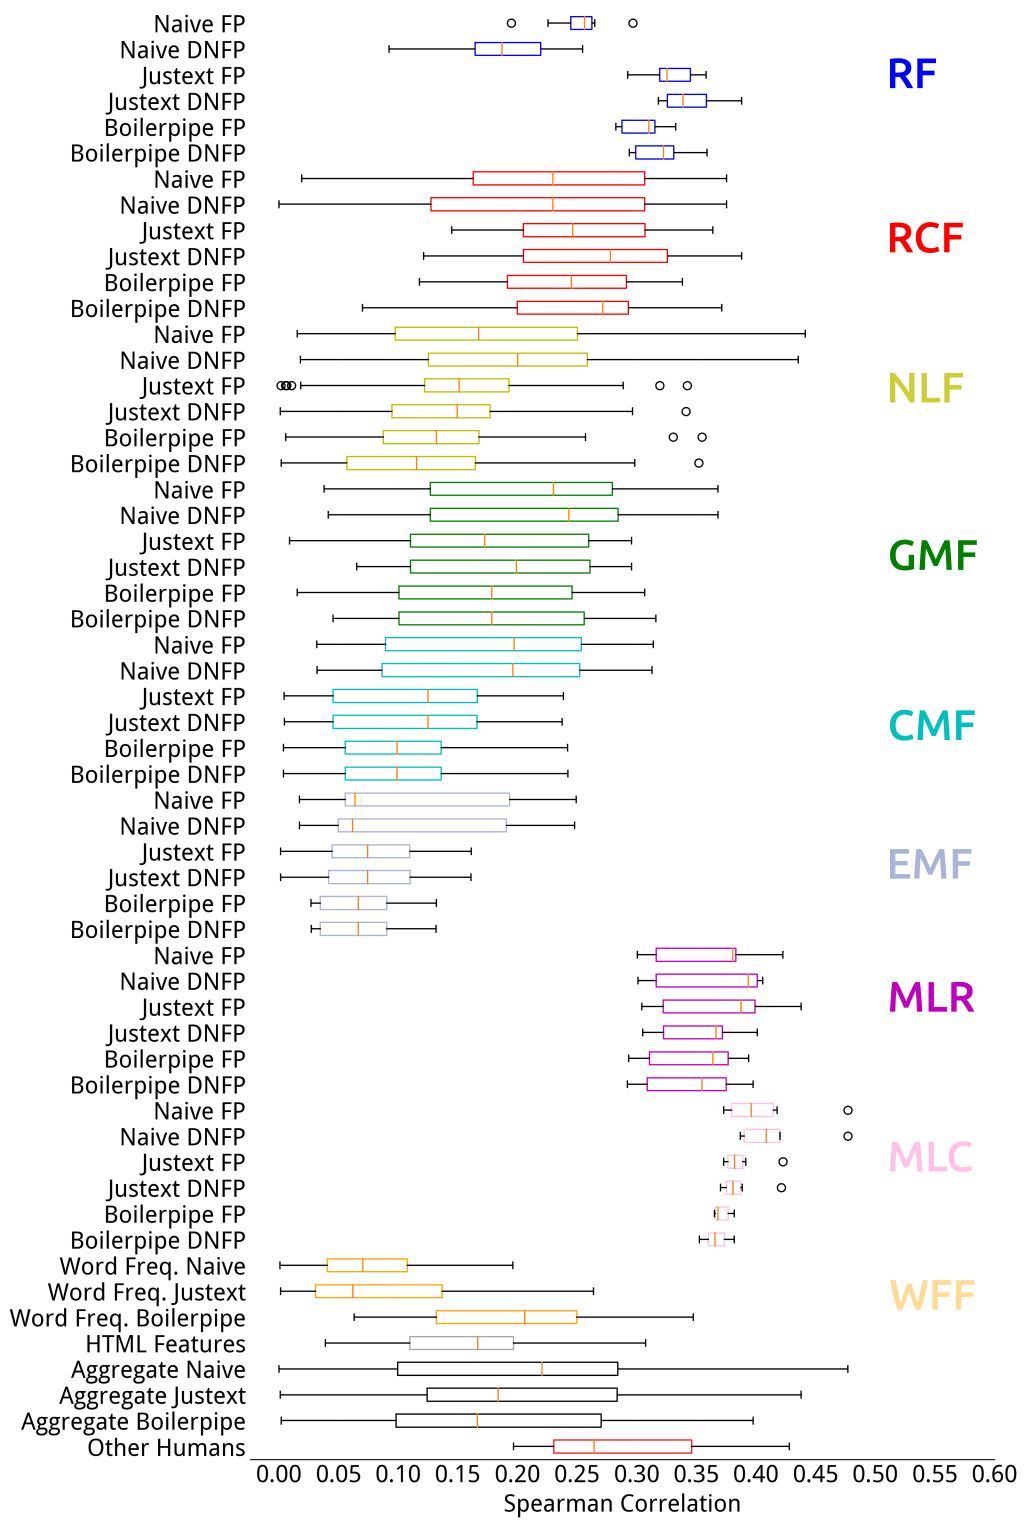 Naive FP
Naive DNFP
Justext FP
RF
Justext DNFP
Boilerpipe FP
Boilerpipe DNFP
Naive FP
Naive DNFP
Justext FP
RCF
Justext DNFP
Boilerpipe FP
Boilerpipe DNFP
Naive FP
Naive DNFP
Justext FP
NLF
Justext DNFP
Boilerpipe FP
Boilerpipe DNFP
Naive FP
Naive DNFP
Justext FP
GMF
Justext DNFP
Boilerpipe FP
Boilerpipe DNFP
Naive FP
Naive DNFP
Justext FP
Justext DNFP
CMF
Boilerpipe FP
Boilerpipe DNFP
Naive FP
Naive DNFP
Justext FP
EMF
Justext DNFP
Boilerpipe FP
Boilerpipe DNFP
Naive FP
Naive DNFP
MLR
Justext FP
Justext DNFP
Boilerpipe FP
Boilerpipe DNFP
Naive FP
Naive DNFP
MLC
Justext FP
Justext DNFP
Boilerpipe FP
Boilerpipe DNFP
Word Freq. Naive
Word Freq. Justext
WFF
Word Freq. Boilerpipe
HTML Features
Aggregate Naive
Aggregate Justext
Aggregate Boilerpipe
Other Humans
0.00 0.05 0.10 0.15 0.20 0.25 0.30 0.35 0.40 0.45 0.50 0.55 0.60
Spearman Correlation